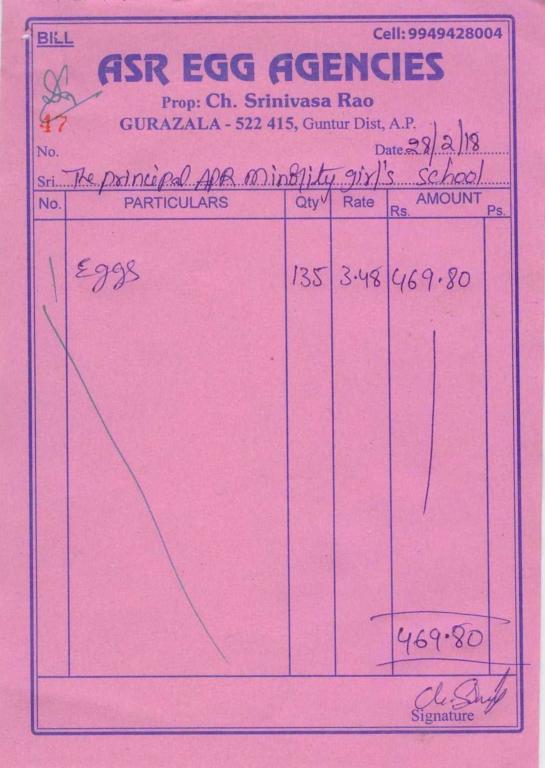 BILL
Cell: 9949428004
ASR EGG AGENCIES
Prop: Ch. Srinivasa Rao
47
GURAZALA - 522 415, Guntur Dist, A.P.
No. Date 28/2/18
Sri. The principal APR minority girl's school
No. PARTICULARS Qty Rate AMOUNT
Rs. Ps.
1 Eggs 135 3.48 469.80
469.80
Signature